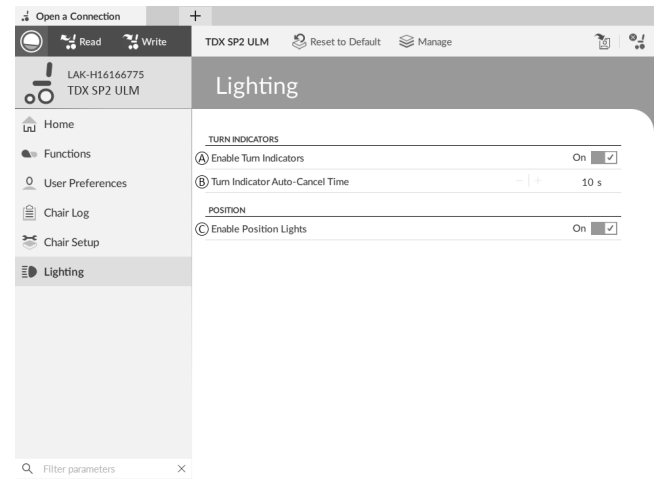 Open a Connection +
Read Write TDX SP2 ULM Reset to Default Manage
LAK-H16166775
TDX SP2 ULM
Lighting
Home
Functions
User Preferences
Chair Log
Chair Setup
Lighting
TURN INDICATORS
A Enable Turn Indicators On
B Turn Indicator Auto-Cancel Time − + 10 s
POSITION
C Enable Position Lights On
Filter parameters